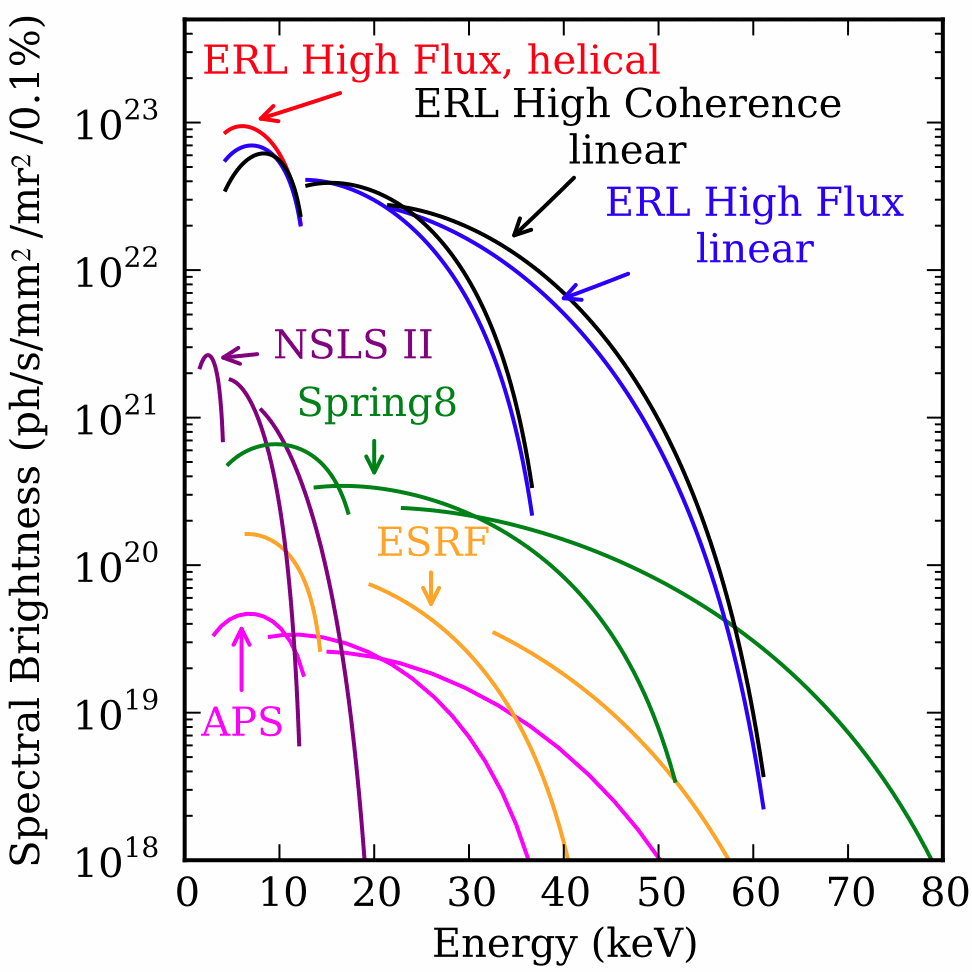 Spectral Brightness (ph/s/mm² /mr² /0.1%)
10²³
10²²
10²¹
10²⁰
10¹⁹
10¹⁸
ERL High Flux, helical
ERL High Coherence
linear
ERL High Flux
linear
NSLS II
Spring8
ESRF
APS
0 10 20 30 40 50 60 70 80
Energy (keV)